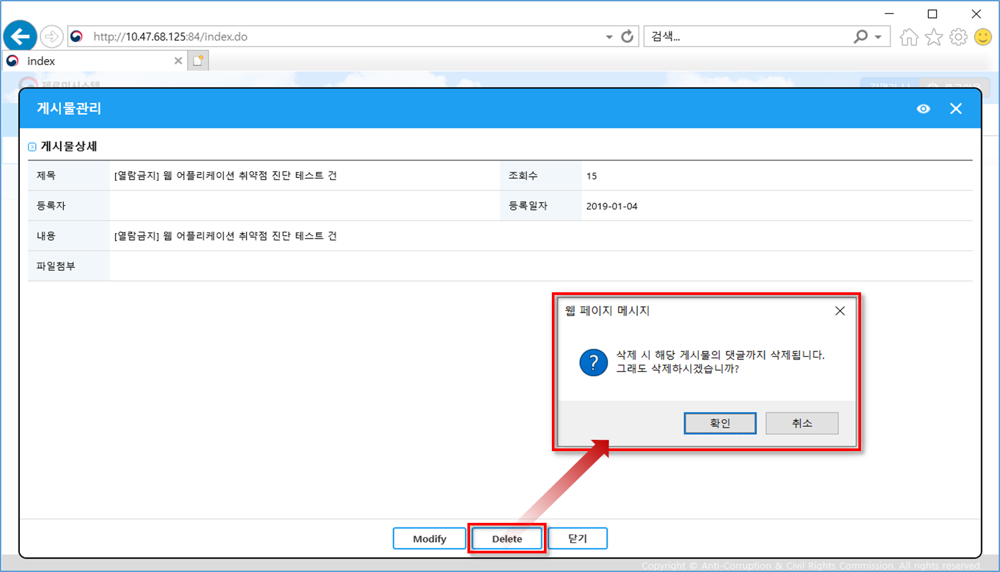 http://10.47.68.125:84/index.do
검색...
index
제로미시스템
게시물관리
게시물상세
제목 [열람금지] 웹 어플리케이션 취약점 진단 테스트 건 조회수 15
등록자 등록일자 2019-01-04
내용 [열람금지] 웹 어플리케이션 취약점 진단 테스트 건
파일첨부
웹 페이지 메시지
?
삭제 시 해당 게시물의 댓글까지 삭제됩니다.
그래도 삭제하시겠습니까?
확인 취소
Modify Delete 닫기
Copyright © Anti-Corruption & Civil Rights Commission. All rights reserved.